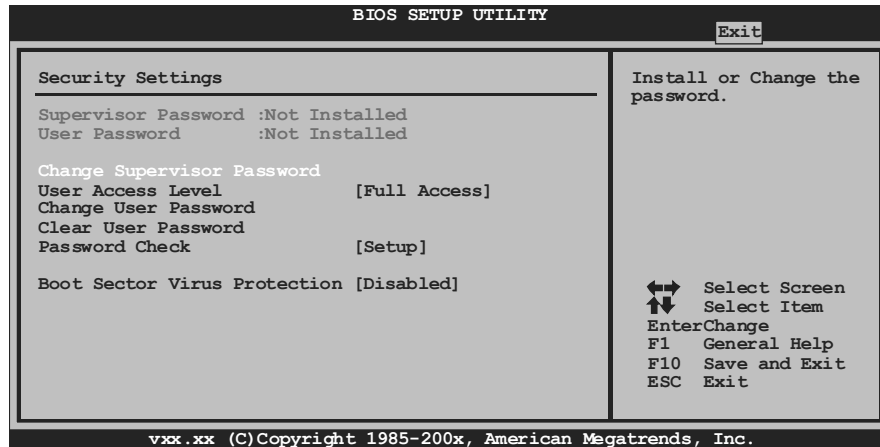 BIOS SETUP UTILITY
Exit
Security Settings
Supervisor Password :Not Installed
User Password :Not Installed
Change Supervisor Password
User Access Level [Full Access]
Change User Password
Clear User Password
Password Check [Setup]
Boot Sector Virus Protection [Disabled]
Install or Change the
password.
Select Screen
Select Item
EnterChange
F1 General Help
F10 Save and Exit
ESC Exit
vxx.xx (C)Copyright 1985-200x, American Megatrends, Inc.